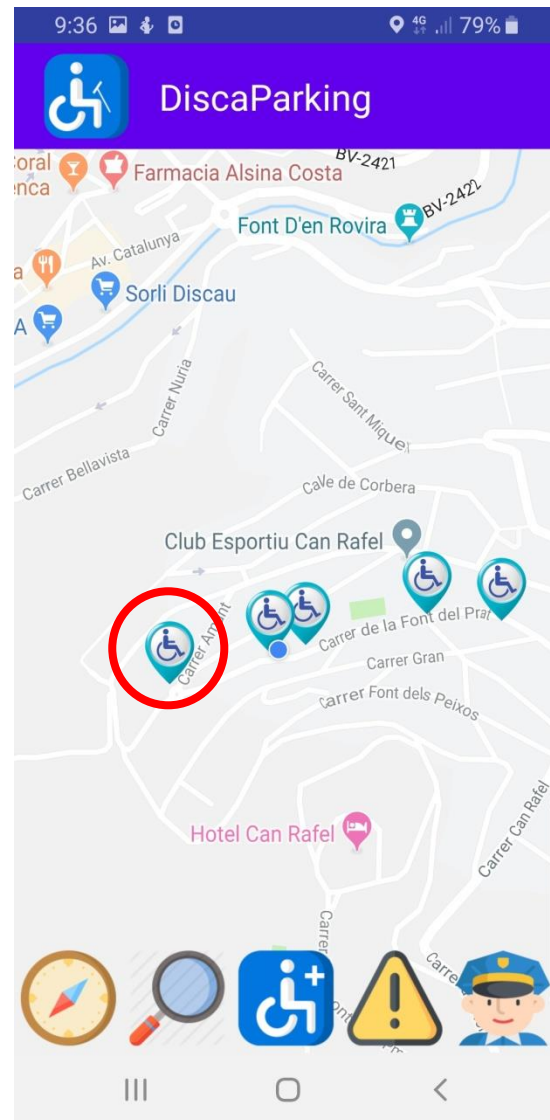 9:36
4G
79%
DiscaParking
oral
enca
Farmacia Alsina Costa
BV-2421
BV-2422
Font D'en Rovira
Av. Catalunya
a
Sorli Discau
A
Carrer Nuria
Carrer Sant Miquel
Carrer Bellavista
Calle de Corbera
Club Esportiu Can Rafel
Carrer Amunt
Carrer de la Font del Prat
Carrer Gran
Carrer Font dels Peixos
Carrer Can Rafel
Hotel Can Rafel
Carrer
Carre